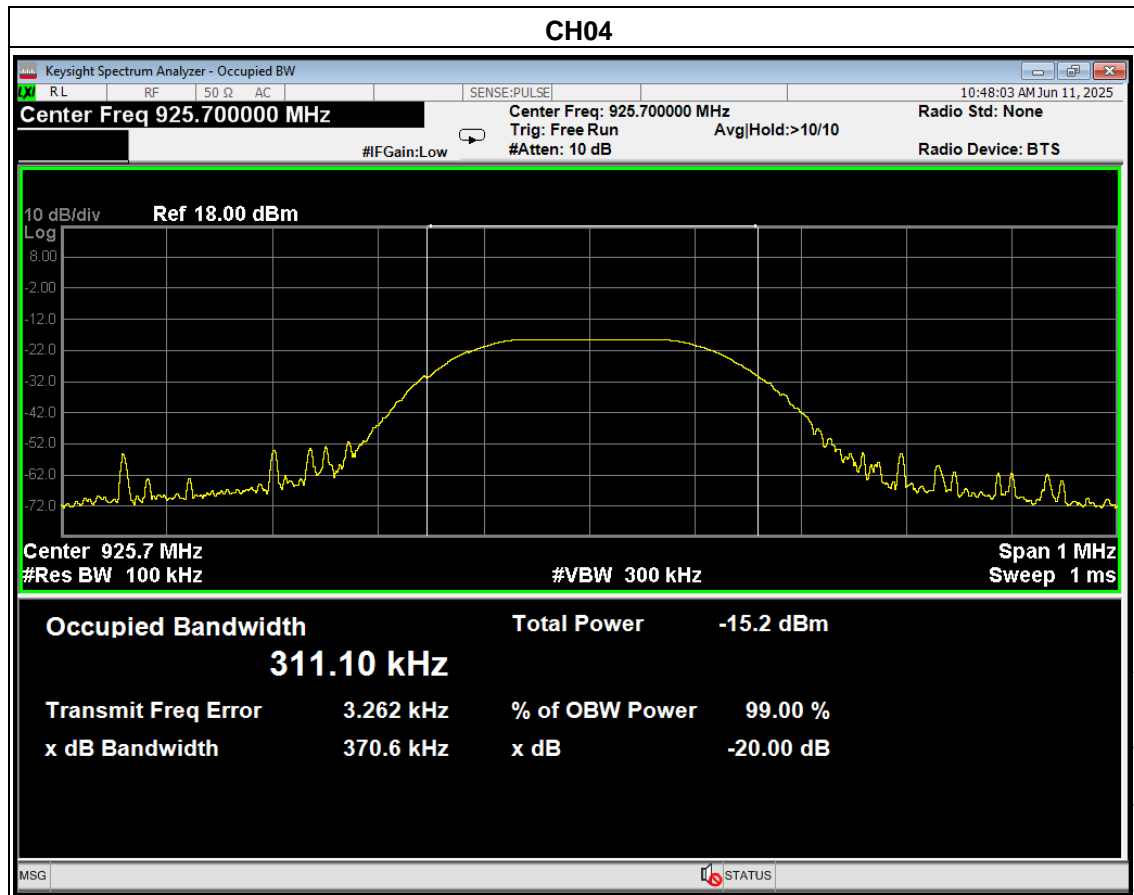 CH04
Keysight Spectrum Analyzer - Occupied BW
LXI RL RF 50 Ω AC SENSE:PULSE 10:48:03 AM Jun 11, 2025
Center Freq 925.700000 MHz
Center Freq: 925.700000 MHz Radio Std: None
Trig: Free Run Avg|Hold:>10/10
#IFGain:Low #Atten: 10 dB Radio Device: BTS
10 dB/div Ref 18.00 dBm
Log
8.00
-2.00
-12.0
-22.0
-32.0
-42.0
-52.0
-62.0
-72.0
Center 925.7 MHz Span 1 MHz
#Res BW 100 kHz #VBW 300 kHz Sweep 1 ms
Occupied Bandwidth Total Power -15.2 dBm
311.10 kHz
Transmit Freq Error 3.262 kHz % of OBW Power 99.00 %
x dB Bandwidth 370.6 kHz x dB -20.00 dB
MSG STATUS